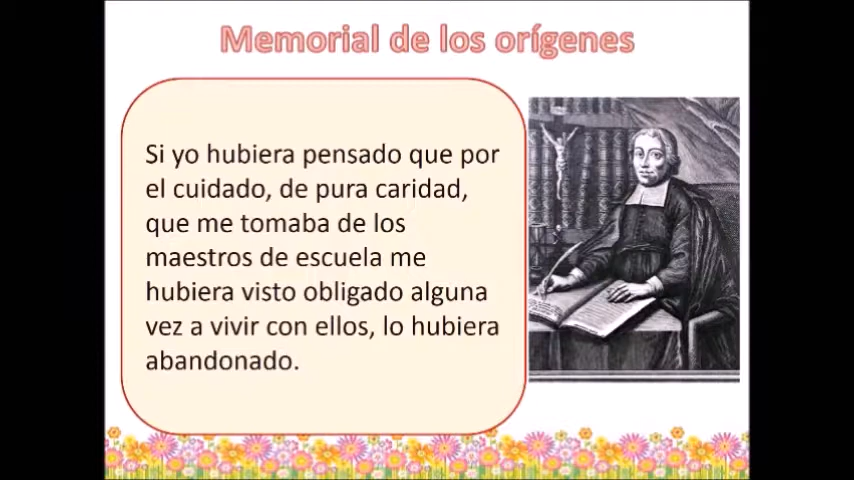 Memorial de los orígenes
Si yo hubiera pensado que por
el cuidado, de pura caridad,
que me tomaba de los
maestros de escuela me
hubiera visto obligado alguna
vez a vivir con ellos, lo hubiera
abandonado.